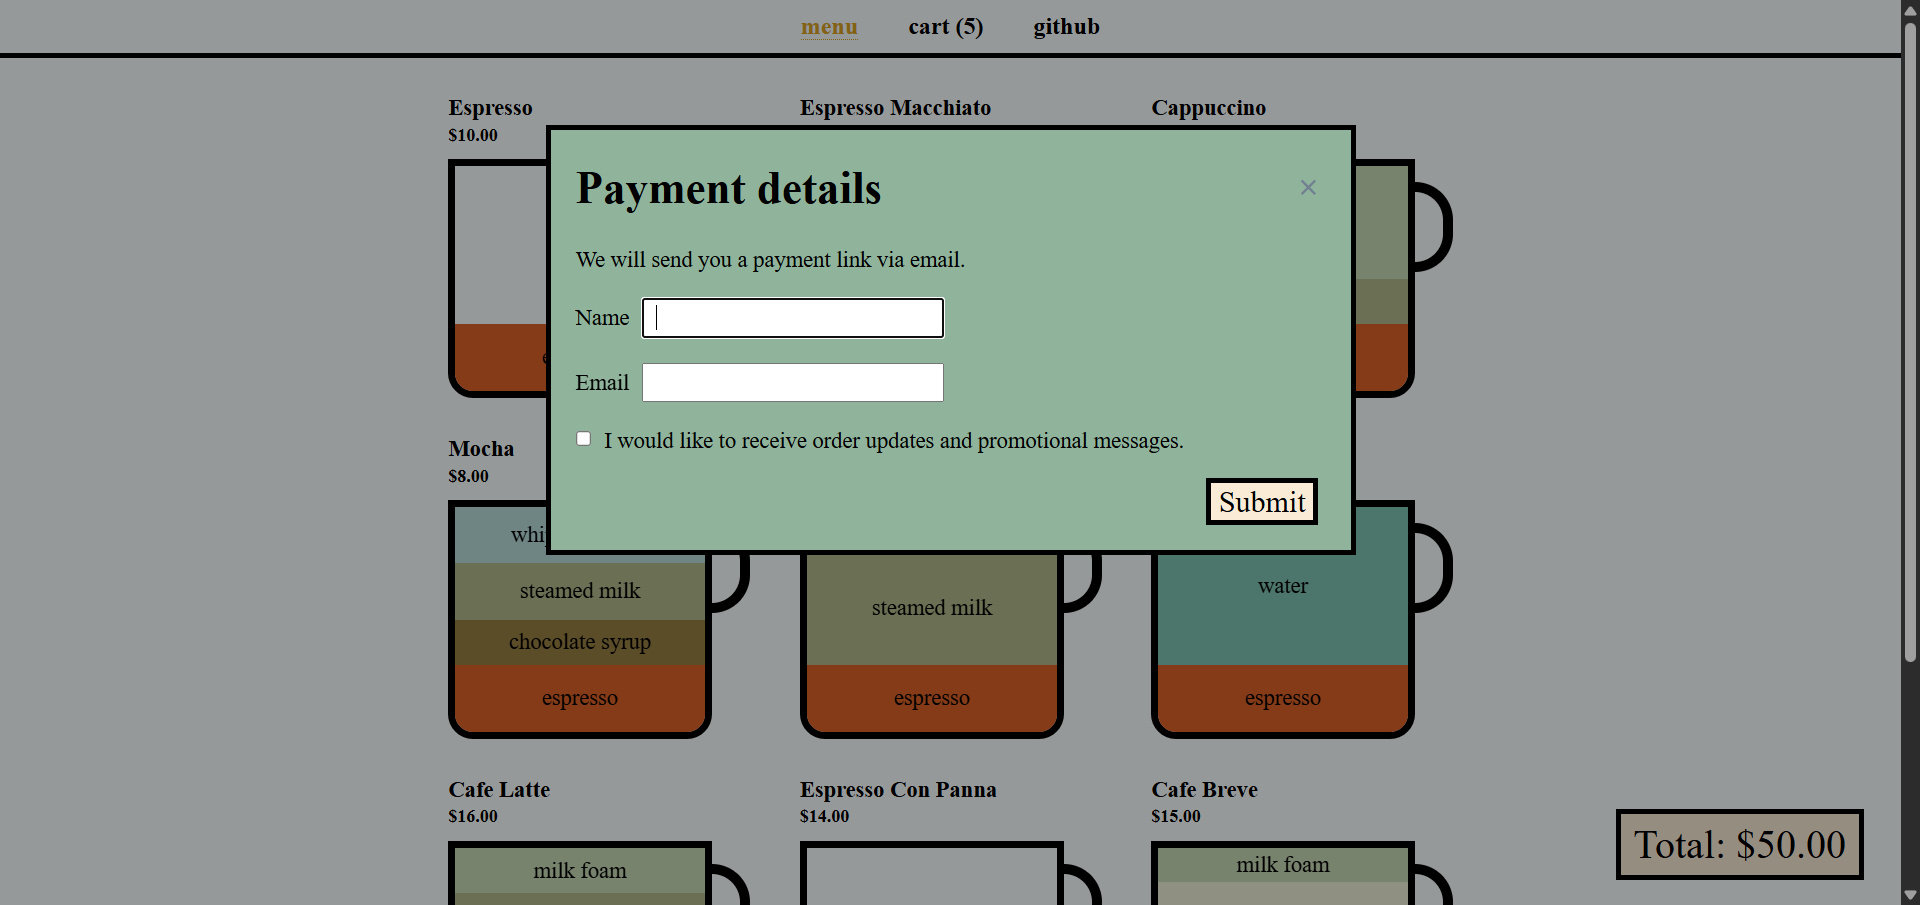 menu cart (5) github
Espresso Espresso Macchiato Cappuccino
$10.00
Payment details
×
We will send you a payment link via email.
Name
Email
I would like to receive order updates and promotional messages.
Submit
Mocha
$8.00
steamed milk
chocolate syrup
espresso
steamed milk
espresso
water
espresso
Cafe Latte Espresso Con Panna Cafe Breve
$16.00 $14.00 $15.00
milk foam milk foam
Total: $50.00